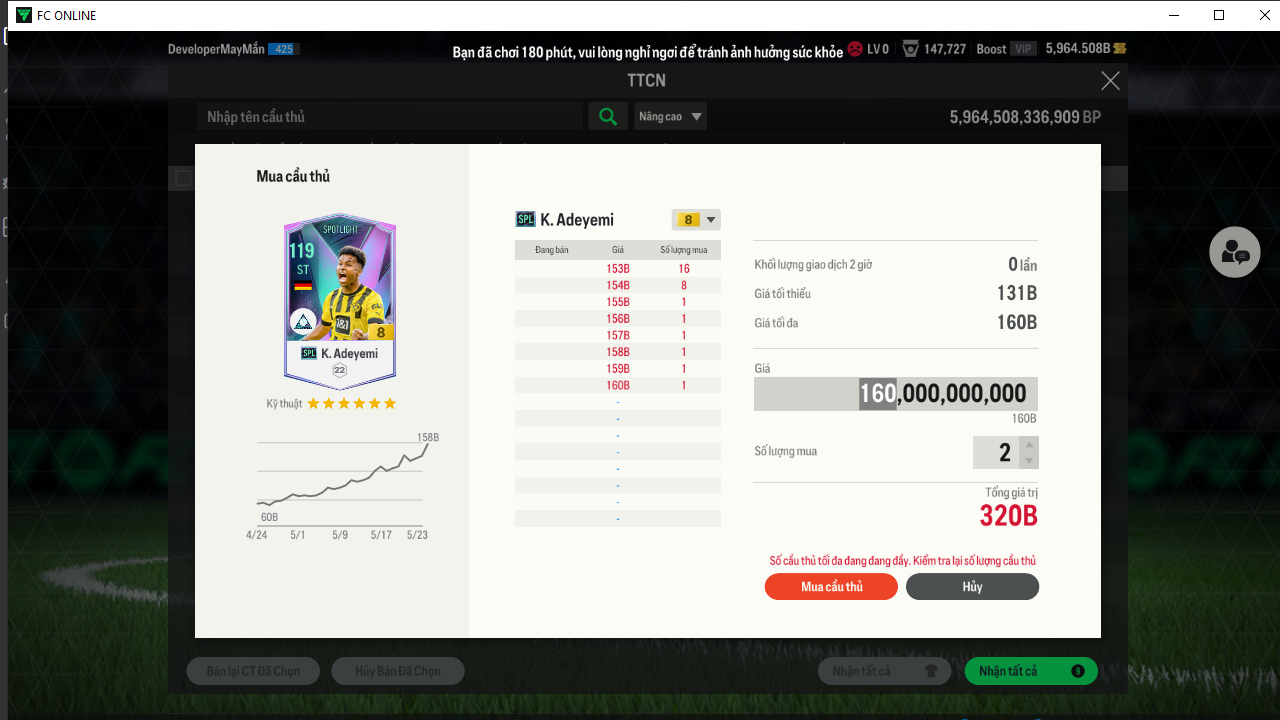 FC ONLINE
DeveloperMayMắn 425
Bạn đã chơi 180 phút, vui lòng nghỉ ngơi để tránh ảnh hưởng sức khỏe
LV 0 147,727 Boost VIP 5,964.508B
TTCN
Nhập tên cầu thủ
Nâng cao
5,964,508,336,909 BP
Mua cầu thủ
SPOTLIGHT
119
ST
1&1
8
SPL K. Adeyemi
22
Kỹ thuật
158B
60B
4/24 5/1 5/9 5/17 5/23
SPL K. Adeyemi 8
Đang bán Giá Số lượng mua
153B 16
154B 8
155B 1
156B 1
157B 1
158B 1
159B 1
160B 1
-
-
-
-
-
-
-
-
Khối lượng giao dịch 2 giờ 0 lần
Giá tối thiểu 131B
Giá tối đa 160B
Giá
160,000,000,000
160B
Số lượng mua 2
Tổng giá trị
320B
Số cầu thủ tối đa đang đang đầy. Kiểm tra lại số lượng cầu thủ
Mua cầu thủ Hủy
Bán lại CT Đã Chọn Hủy Bán Đã Chọn Nhận tất cả Nhận tất cả 8